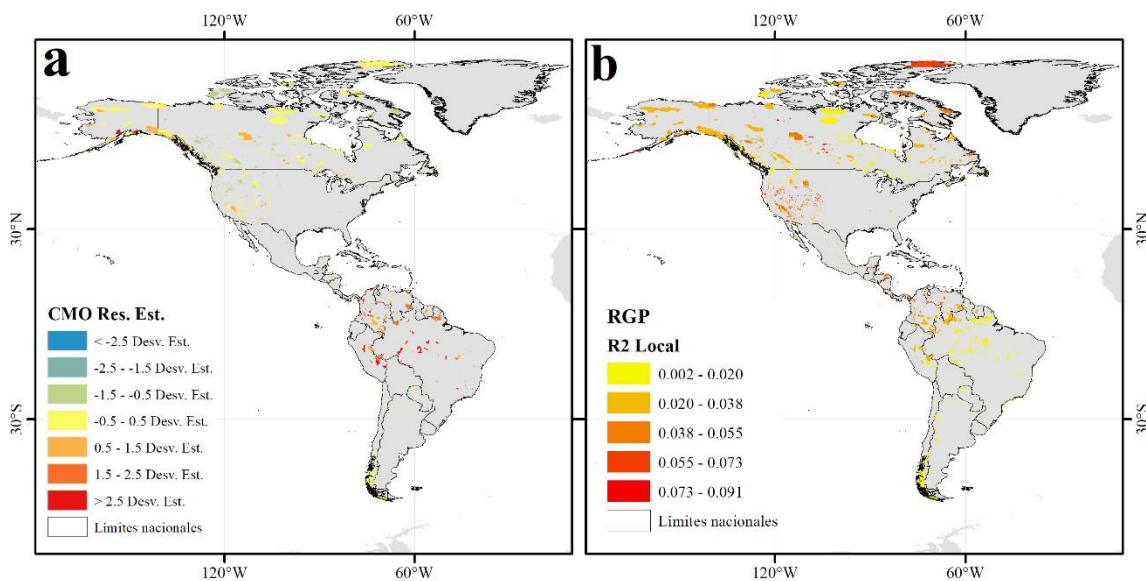 120°W 60°W 120°W 60°W
a
b
30°N
30°N
CMO Res. Est.
< -2.5 Desv. Est.
-2.5 - -1.5 Desv. Est.
-1.5 - -0.5 Desv. Est.
-0.5 - 0.5 Desv. Est.
0.5 - 1.5 Desv. Est.
1.5 - 2.5 Desv. Est.
> 2.5 Desv. Est.
Límites nacionales
RGP
R2 Local
0.002 - 0.020
0.020 - 0.038
0.038 - 0.055
0.055 - 0.073
0.073 - 0.091
Límites nacionales
30°S
30°S
120°W 60°W 120°W 60°W